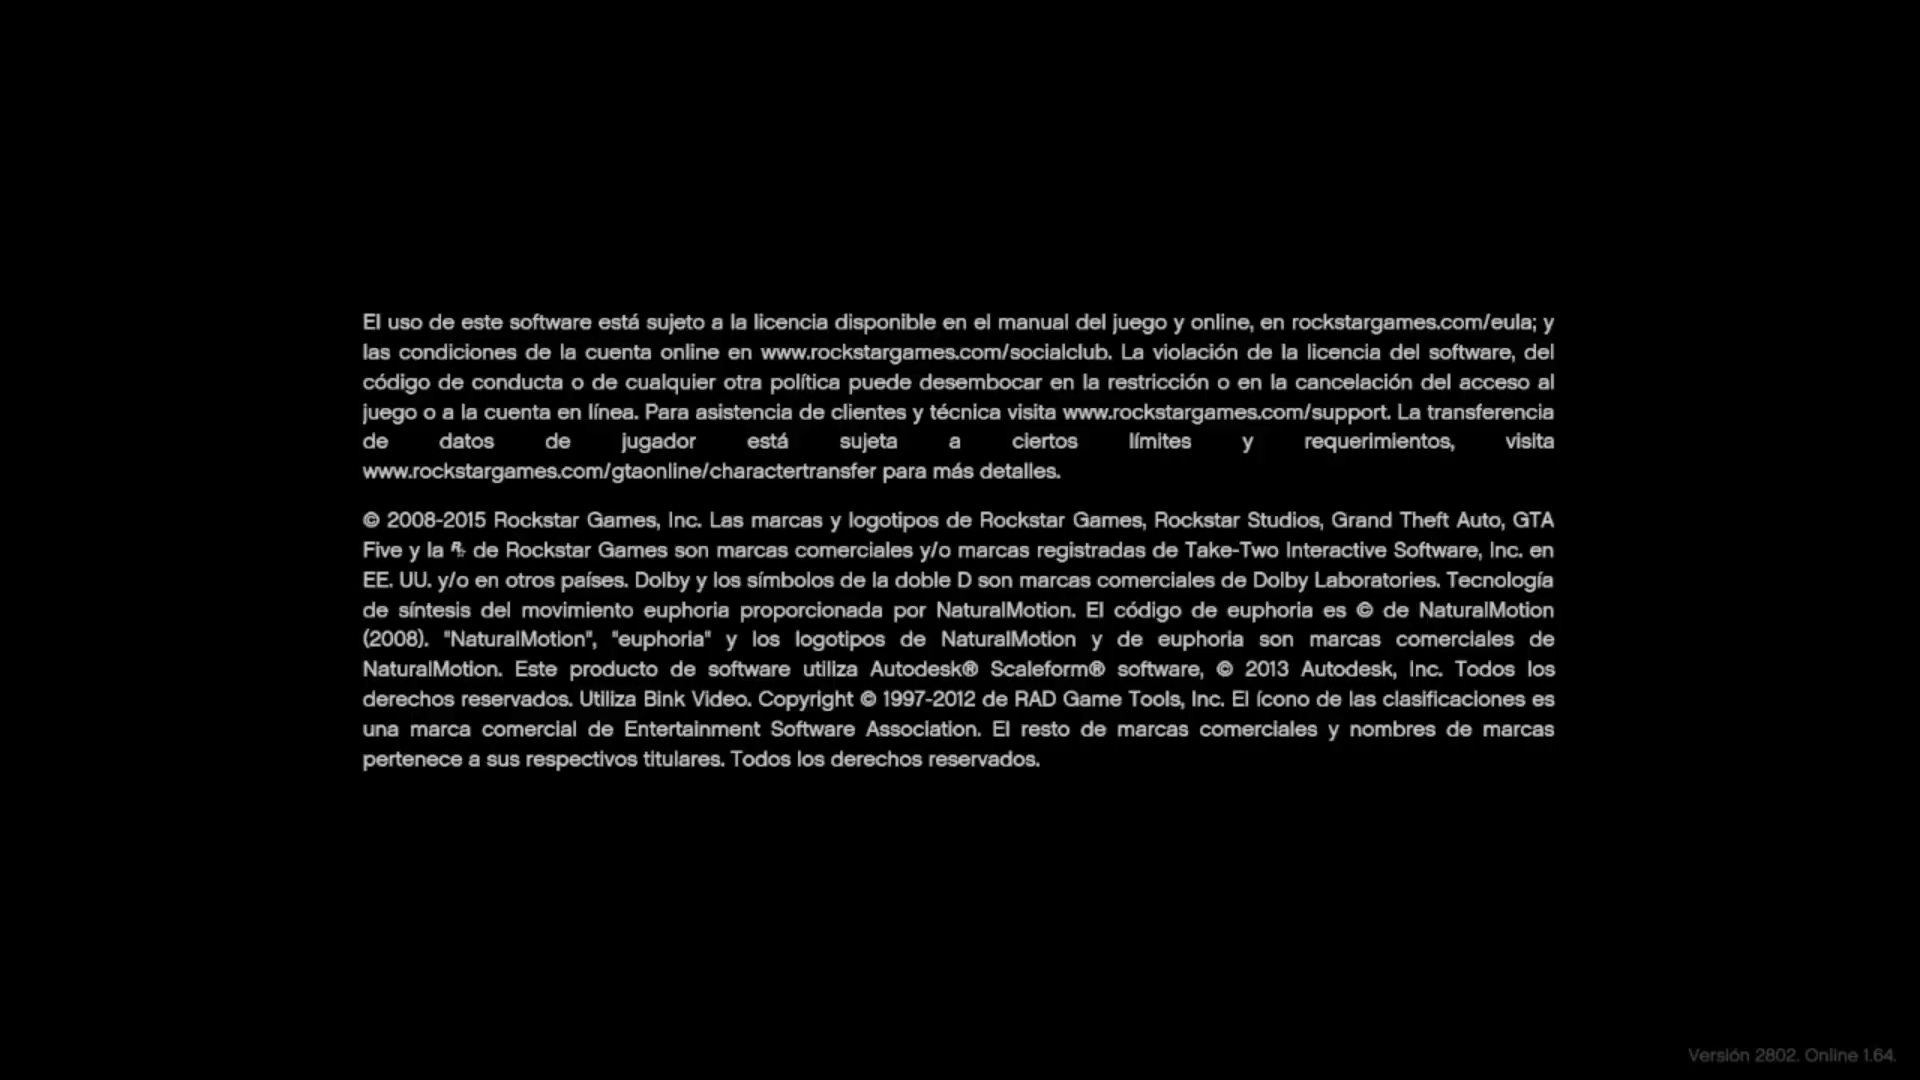 El uso de este software está sujeto a la licencia disponible en el manual del juego y online, en rockstargames.com/eula; y
las condiciones de la cuenta online en www.rockstargames.com/socialclub. La violación de la licencia del software, del
código de conducta o de cualquier otra política puede desembocar en la restricción o en la cancelación del acceso al
juego o a la cuenta en línea. Para asistencia de clientes y técnica visita www.rockstargames.com/support. La transferencia
de datos de jugador está sujeta a ciertos límites y requerimientos, visita
www.rockstargames.com/gtaonline/charactertransfer para más detalles.
© 2008-2015 Rockstar Games, Inc. Las marcas y logotipos de Rockstar Games, Rockstar Studios, Grand Theft Auto, GTA
Five y la R* de Rockstar Games son marcas comerciales y/o marcas registradas de Take-Two Interactive Software, Inc. en
EE. UU. y/o en otros países. Dolby y los símbolos de la doble D son marcas comerciales de Dolby Laboratories. Tecnología
de síntesis del movimiento euphoria proporcionada por NaturalMotion. El código de euphoria es © de NaturalMotion
(2008). "NaturalMotion", "euphoria" y los logotipos de NaturalMotion y de euphoria son marcas comerciales de
NaturalMotion. Este producto de software utiliza Autodesk® Scaleform® software, © 2013 Autodesk, Inc. Todos los
derechos reservados. Utiliza Bink Video. Copyright © 1997-2012 de RAD Game Tools, Inc. El ícono de las clasificaciones es
una marca comercial de Entertainment Software Association. El resto de marcas comerciales y nombres de marcas
pertenece a sus respectivos titulares. Todos los derechos reservados.
Versión 2802. Online 1.64.